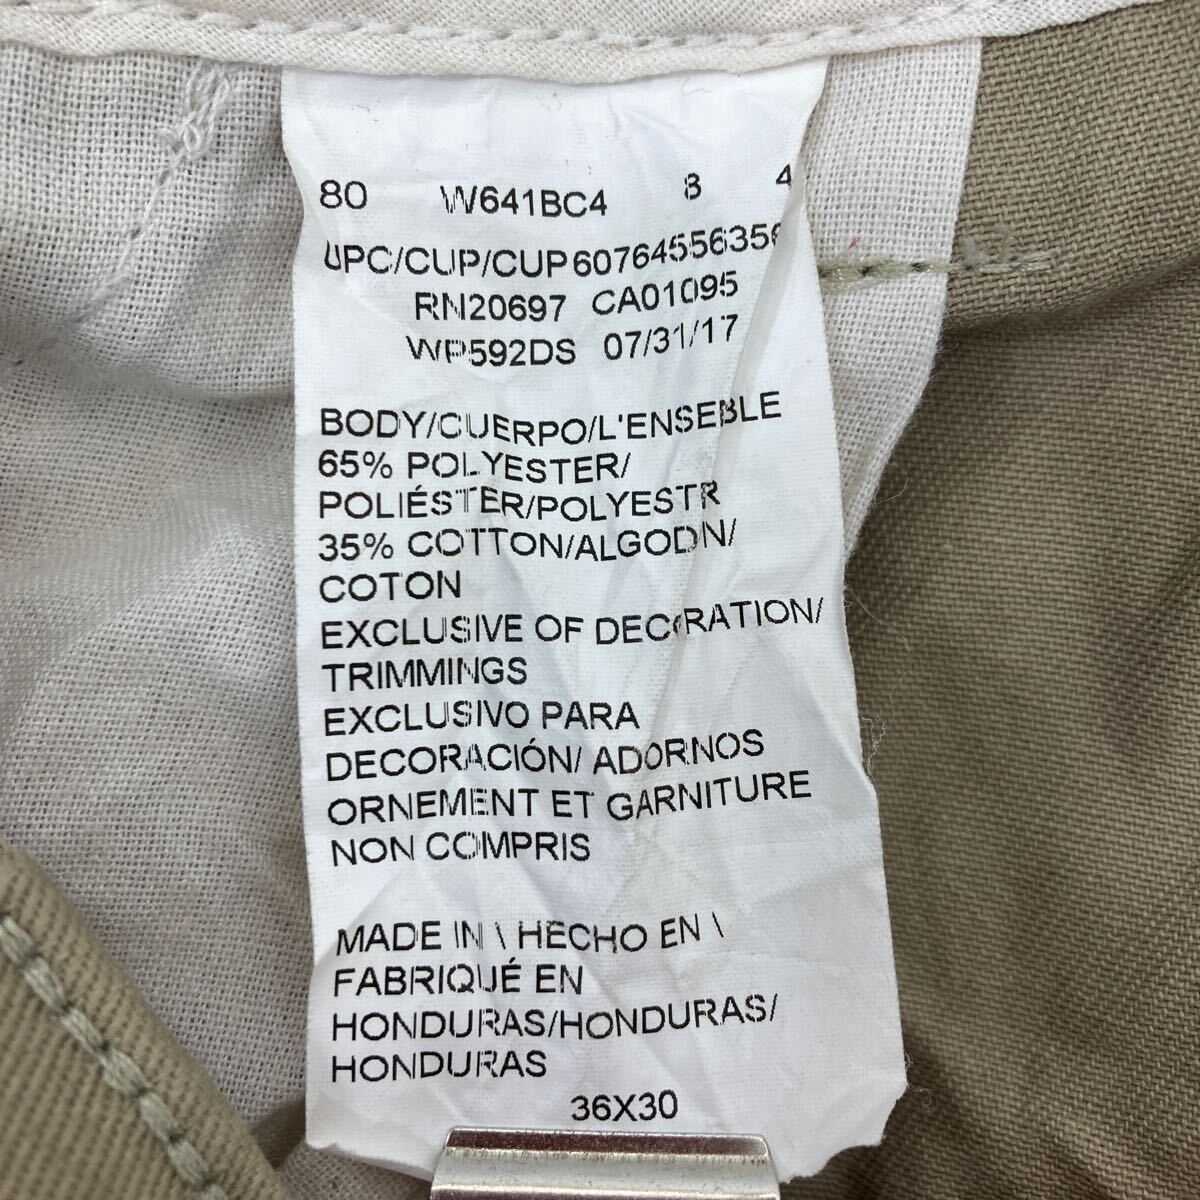 80 W641BC4 8 4
UPC/CUP/CUP 60764556356
RN20697 CA01095
WP592DS 07/31/17
BODY/CUERPO/L'ENSEBLE
65% POLYESTER/
POLIÉSTER/POLYESTR
35% COTTON/ALGODN/
COTON
EXCLUSIVE OF DECORATION/
TRIMMINGS
EXCLUSIVO PARA
DECORACIÓN/ ADORNOS
ORNEMENT ET GARNITURE
NON COMPRIS
MADE IN \ HECHO EN \
FABRIQUÉ EN
HONDURAS/HONDURAS/
HONDURAS
36X30